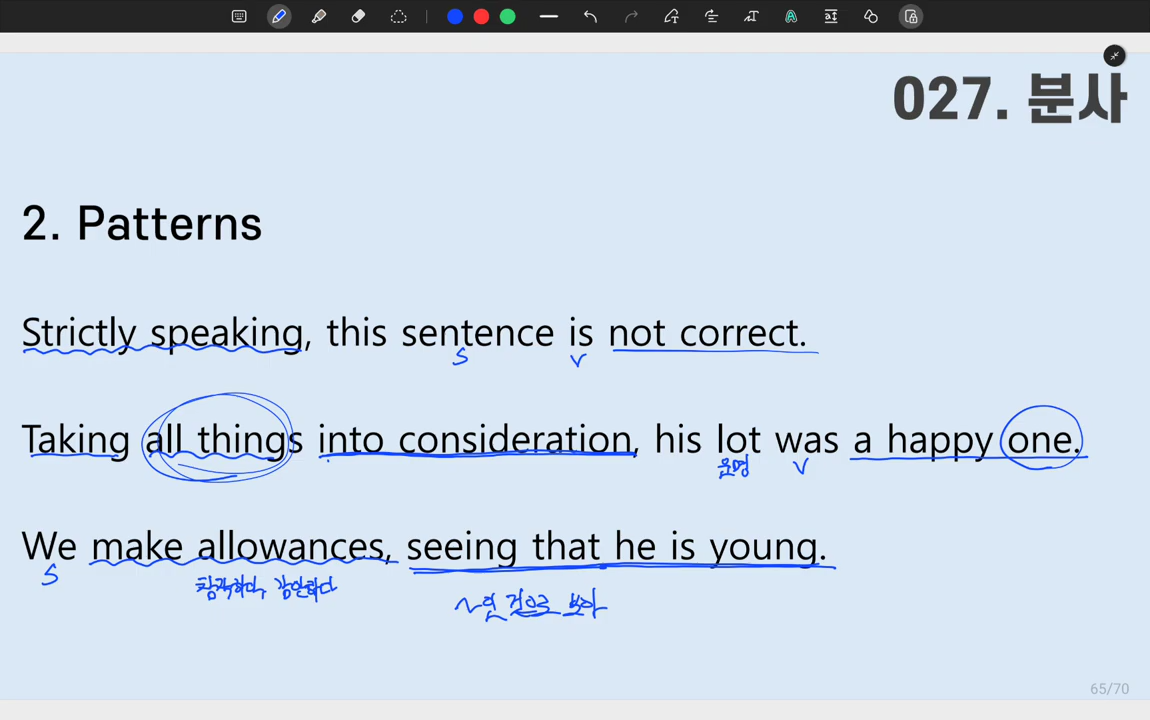 027. 분사
2. Patterns
Strictly speaking, this sentence is not correct.
S V
Taking all things into consideration, his lot was a happy one.
운명 V
We make allowances, seeing that he is young.
S
참작하다, 감안하다
~인 것으로 보아
65/70